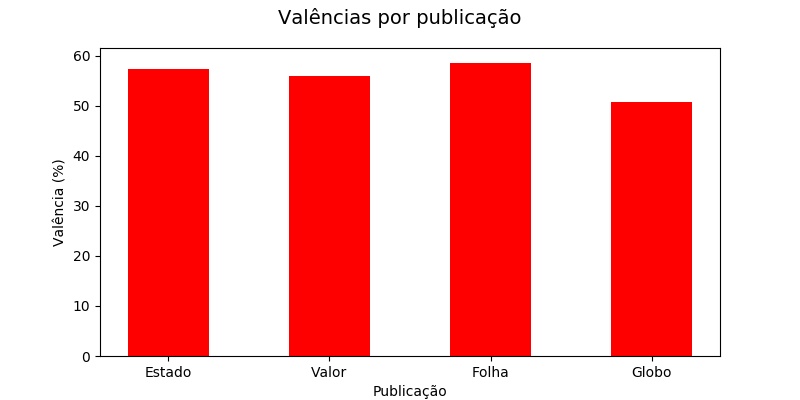 Valências por publicação
60
50
40
30
20
10
0
Valência (%)
Estado Valor Folha Globo
Publicação